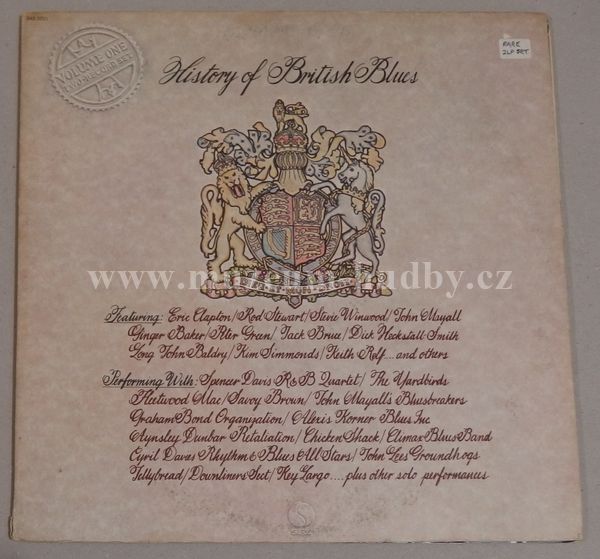 VOLUME ONE
TWO RECORD SET
RARE
2LP SET
History of British Blues
www.museum-hudby.cz
Featuring: Eric Clapton/Rod Stewart/Stevie Winwood/John Mayall
Ginger Baker/Peter Green/Jack Bruce/Dick Heckstall Smith
Long John Baldry/Kim Simmonds/Keith Relf...and others
Performing With: Spencer Davis R&B Quartet/The Yardbirds
Fleetwood Mac/Savoy Brown/John Mayall's Bluesbreakers
Graham Bond Organization/Alexis Korner Blues Inc
Aynsley Dunbar Retaliation/Chicken Shack/Climax Blues Band
Cyril Davies Rhythm & Blues All Stars/John Lees Groundhogs
Jellybread/Downliners Sect/Key Largo....plus other solo performances